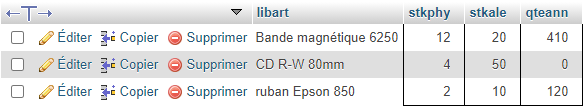 libart stkphy stkale qteann
Éditer Copier Supprimer Bande magnétique 6250 12 20 410
Éditer Copier Supprimer CD R-W 80mm 4 50 0
Éditer Copier Supprimer ruban Epson 850 2 10 120